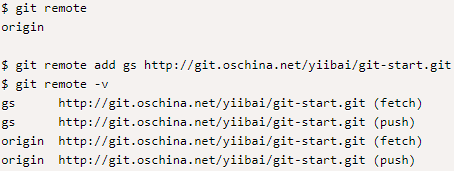 $ git remote
origin
$ git remote add gs http://git.oschina.net/yiibai/git-start.git
$ git remote -v
gs      http://git.oschina.net/yiibai/git-start.git (fetch)
gs      http://git.oschina.net/yiibai/git-start.git (push)
origin  http://git.oschina.net/yiibai/git-start.git (fetch)
origin  http://git.oschina.net/yiibai/git-start.git (push)